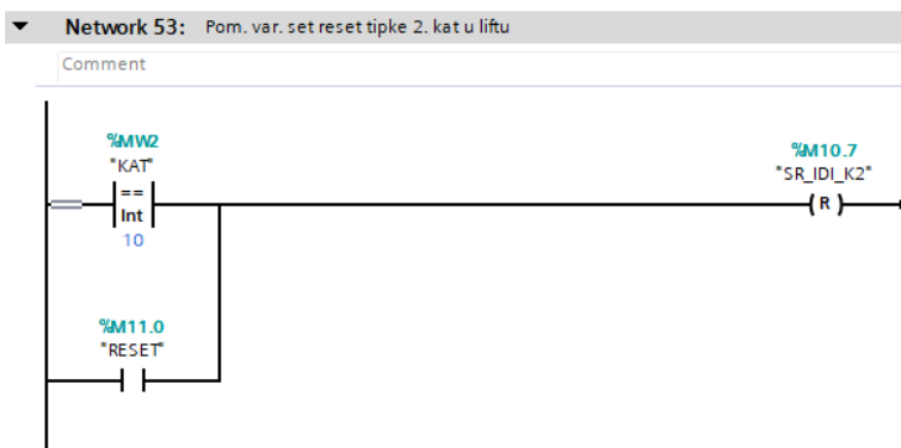 Network 53: Pom. var. set reset tipke 2. kat u liftu
Comment
%MW2
"KAT"
==
Int
10
%M10.7
"SR_IDI_K2"
R
%M11.0
"RESET"